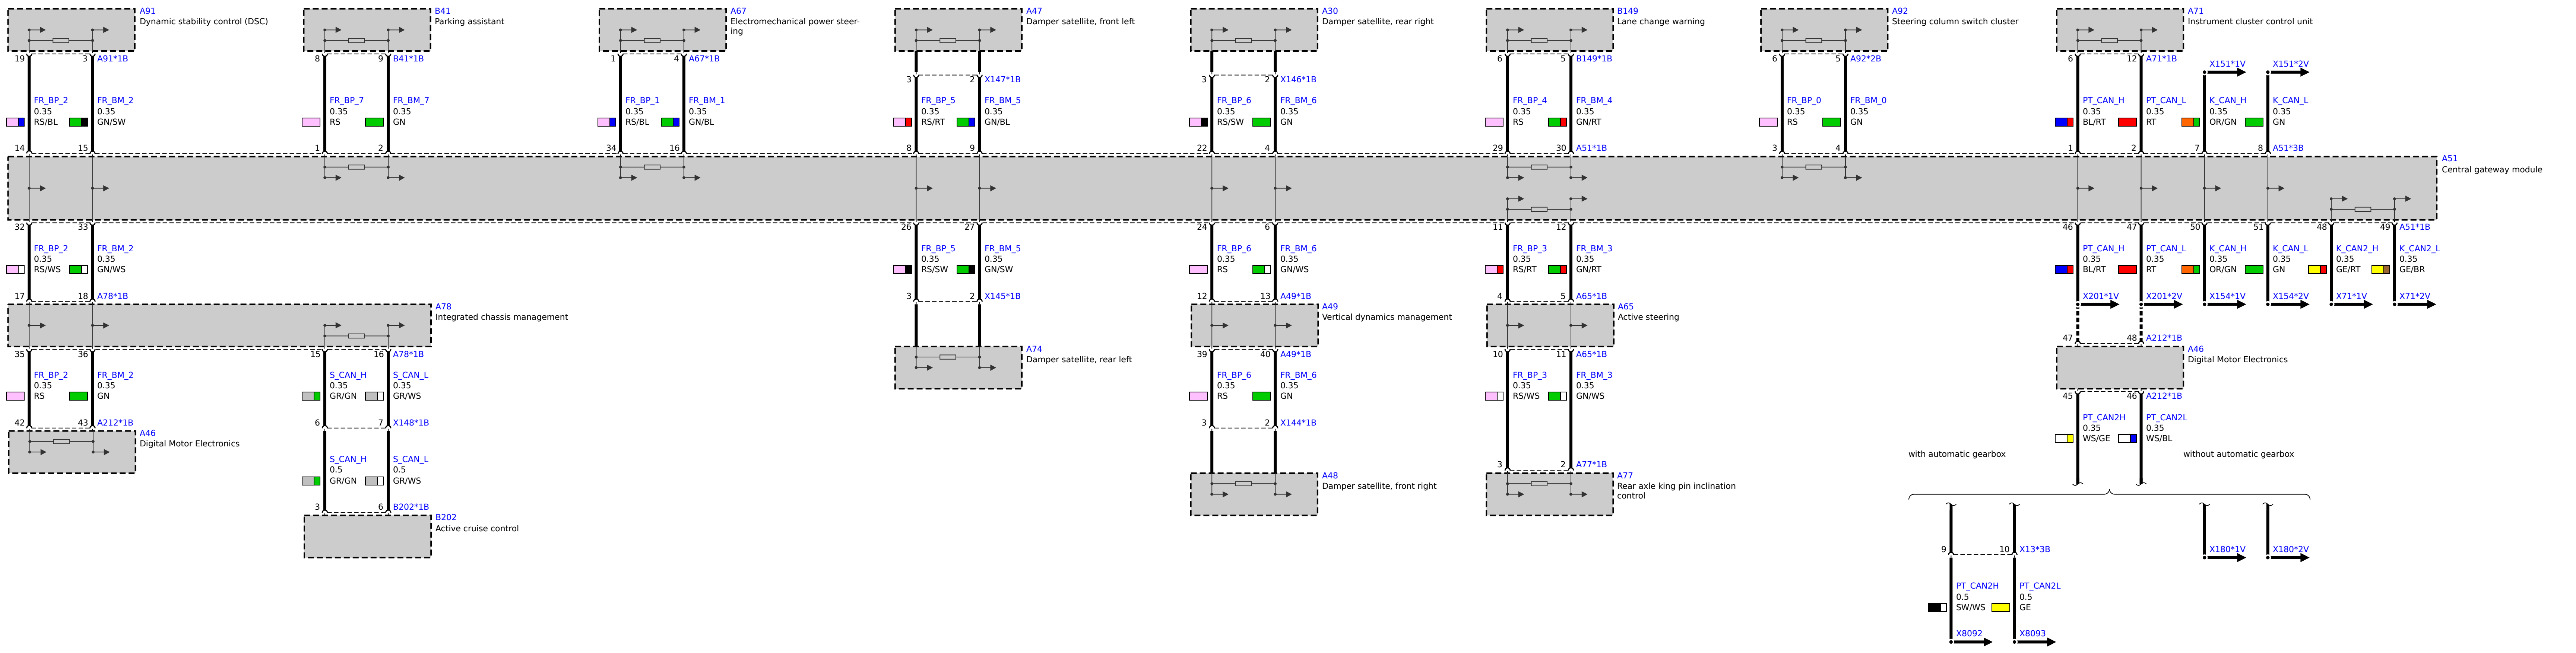 A91
Dynamic stability control (DSC)
B41
Parking assistant
A67
Electromechanical power steer-
ing
A47
Damper satellite, front left
A30
Damper satellite, rear right
B149
Lane change warning
A92
Steering column switch cluster
A71
Instrument cluster control unit
19 3 A91*1B
8 9 B41*1B
1 4 A67*1B
6 5 B149*1B
6 5 A92*2B
6 12 A71*1B
X151*1V
X151*2V
3 2 X147*1B
3 2 X146*1B
FR_BP_2 FR_BM_2 FR_BP_7 FR_BM_7 FR_BP_1 FR_BM_1 FR_BP_5 FR_BM_5 FR_BP_6 FR_BM_6 FR_BP_4 FR_BM_4 FR_BP_0 FR_BM_0 PT_CAN_H PT_CAN_L K_CAN_H K_CAN_L
0.35 0.35 0.35 0.35 0.35 0.35 0.35 0.35 0.35 0.35 0.35 0.35 0.35 0.35 0.35 0.35 0.35 0.35
RS/BL GN/SW RS GN RS/BL GN/BL RS/RT GN/BL RS/SW GN RS GN/RT RS GN BL/RT RT OR/GN GN
14 15 1 2 34 16 8 9 22 4 29 30 A51*1B 3 4 1 2 7 8 A51*3B
A51
Central gateway module
32 33 26 27 24 6 11 12 46 47 50 51 48 49 A51*1B
FR_BP_2 FR_BM_2 FR_BP_5 FR_BM_5 FR_BP_6 FR_BM_6 FR_BP_3 FR_BM_3 PT_CAN_H PT_CAN_L K_CAN_H K_CAN_L K_CAN2_H K_CAN2_L
0.35 0.35 0.35 0.35 0.35 0.35 0.35 0.35 0.35 0.35 0.35 0.35 0.35 0.35
RS/WS GN/WS RS/SW GN/SW RS GN/WS RS/RT GN/RT BL/RT RT OR/GN GN GE/RT GE/BR
17 18 A78*1B 3 2 X145*1B 12 13 A49*1B 4 5 A65*1B X201*1V X201*2V X154*1V X154*2V X71*1V X71*2V
A78
Integrated chassis management
A49
Vertical dynamics management
A65
Active steering
47 48 A212*1B
35 36 15 16 A78*1B
A74
Damper satellite, rear left
39 40 A49*1B
10 11 A65*1B
A46
Digital Motor Electronics
FR_BP_2 FR_BM_2 S_CAN_H S_CAN_L FR_BP_6 FR_BM_6 FR_BP_3 FR_BM_3
0.35 0.35 0.35 0.35 0.35 0.35 0.35 0.35
RS GN GR/GN GR/WS RS GN RS/WS GN/WS
45 46 A212*1B
PT_CAN2H PT_CAN2L
0.35 0.35
WS/GE WS/BL
42 43 A212*1B 6 7 X148*1B 3 2 X144*1B
A46
Digital Motor Electronics
with automatic gearbox without automatic gearbox
S_CAN_H S_CAN_L
0.5 0.5
GR/GN GR/WS
3 2 A77*1B
A48
Damper satellite, front right
A77
Rear axle king pin inclination
control
3 6 B202*1B
B202
Active cruise control
9 10 X13*3B X180*1V X180*2V
PT_CAN2H PT_CAN2L
0.5 0.5
SW/WS GE
X8092 X8093